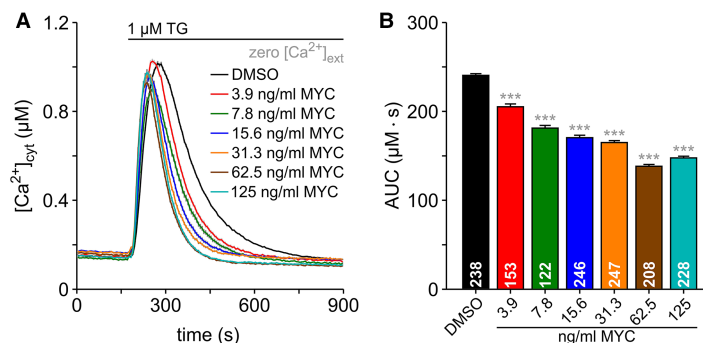 A
1 µM TG
zero [Ca2+]ext
DMSO
3.9 ng/ml MYC
7.8 ng/ml MYC
15.6 ng/ml MYC
31.3 ng/ml MYC
62.5 ng/ml MYC
125 ng/ml MYC
[Ca2+]cyt (µM)
1.2
0.8
0.4
0
0 300 600 900
time (s)
B
AUC (µM · s)
300
200
100
0
*** *** *** *** *** ***
238 153 122 246 247 208 228
DMSO 3.9 7.8 15.6 31.3 62.5 125
ng/ml MYC